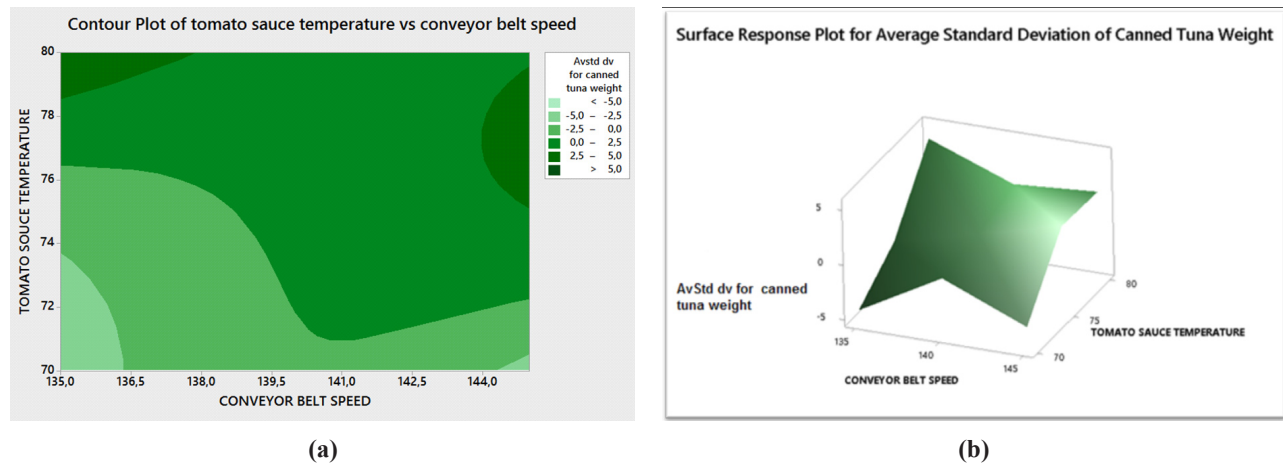 Contour Plot of tomato sauce temperature vs conveyor belt speed
80
78
76
74
72
70
TOMATO SOUCE TEMPERATURE
135,0 136,5 138,0 139,5 141,0 142,5 144,0
CONVEYOR BELT SPEED
Avstd dv
for canned
tuna weight
< -5,0
-5,0 – -2,5
-2,5 – 0,0
0,0 – 2,5
2,5 – 5,0
> 5,0
(a)
Surface Response Plot for Average Standard Deviation of Canned Tuna Weight
5
0
-5
AvStd dv for canned
tuna weight
135
140
145
CONVEYOR BELT SPEED
70
75
80
TOMATO SAUCE TEMPERATURE
(b)